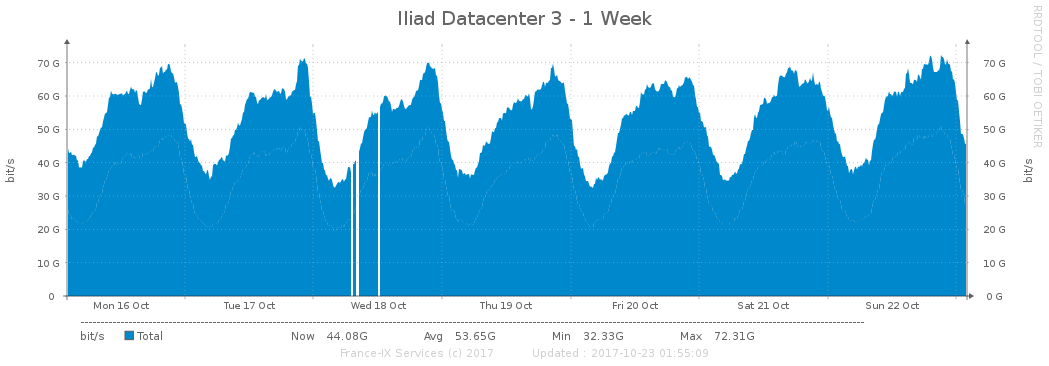 Iliad Datacenter 3 - 1 Week
RRDTOOL / TOBI OETIKER
bit/s
70 G
60 G
50 G
40 G
30 G
20 G
10 G
0
70 G
60 G
50 G
40 G
30 G
20 G
10 G
0 G
bit/s
Mon 16 Oct Tue 17 Oct Wed 18 Oct Thu 19 Oct Fri 20 Oct Sat 21 Oct Sun 22 Oct
bit/s Total Now 44.08G Avg 53.65G Min 32.33G Max 72.31G
France-IX Services (c) 2017 Updated : 2017-10-23 01:55:09